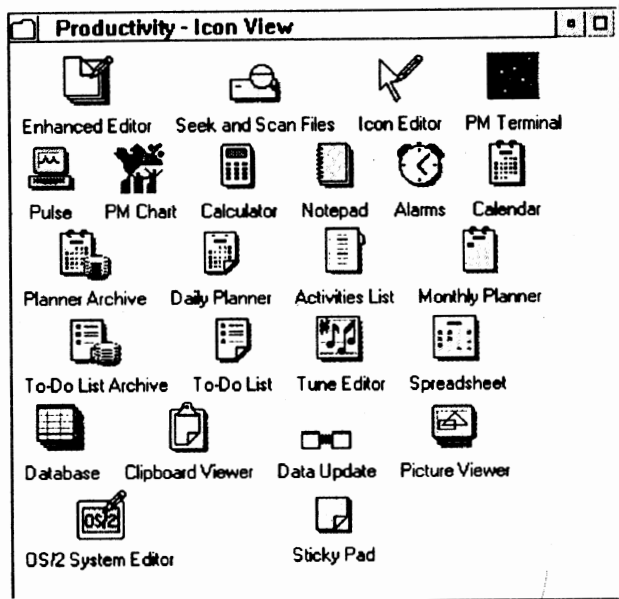 Productivity - Icon View
Enhanced Editor Seek and Scan Files Icon Editor PM Terminal
Pulse PM Chart Calculator Notepad Alarms Calendar
Planner Archive Daily Planner Activities List Monthly Planner
To-Do List Archive To-Do List Tune Editor Spreadsheet
Database Clipboard Viewer Data Update Picture Viewer
OS/2
OS/2 System Editor Sticky Pad